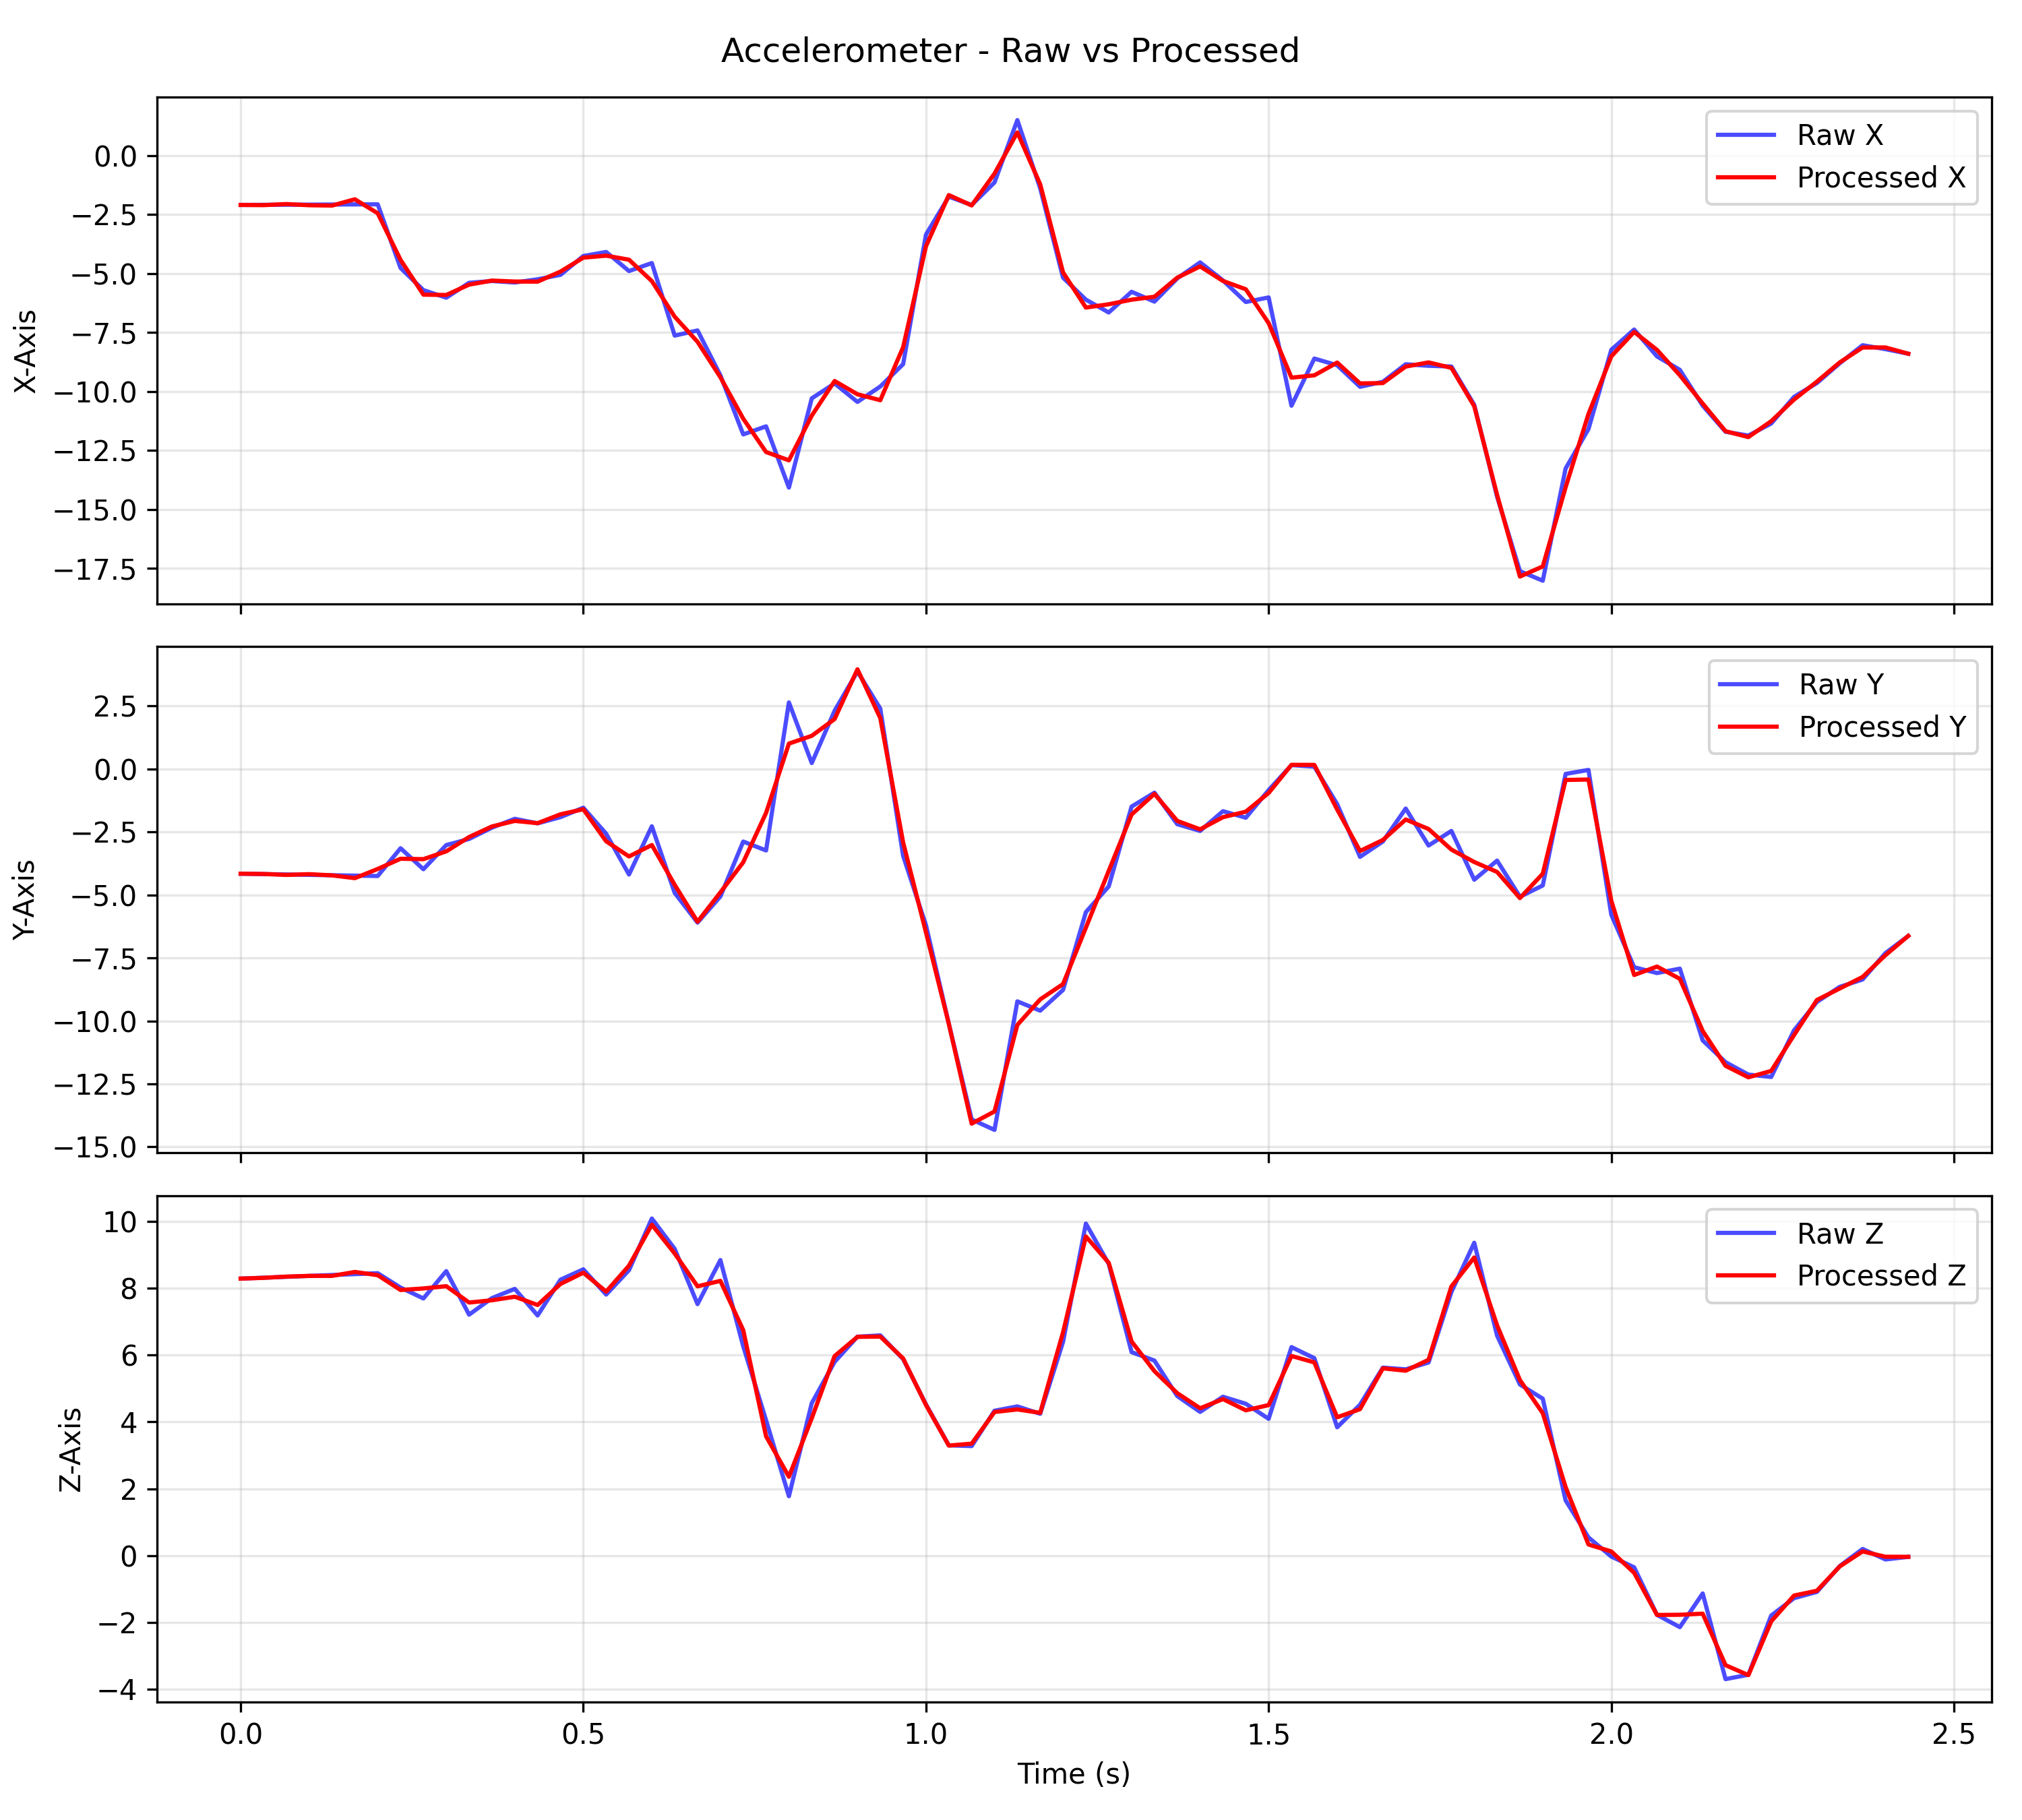 Accelerometer - Raw vs Processed
Raw X
Processed X
X-Axis
0.0
−2.5
−5.0
−7.5
−10.0
−12.5
−15.0
−17.5
Raw Y
Processed Y
Y-Axis
2.5
0.0
−2.5
−5.0
−7.5
−10.0
−12.5
−15.0
Raw Z
Processed Z
Z-Axis
10
8
6
4
2
0
−2
−4
0.0 0.5 1.0 1.5 2.0 2.5
Time (s)